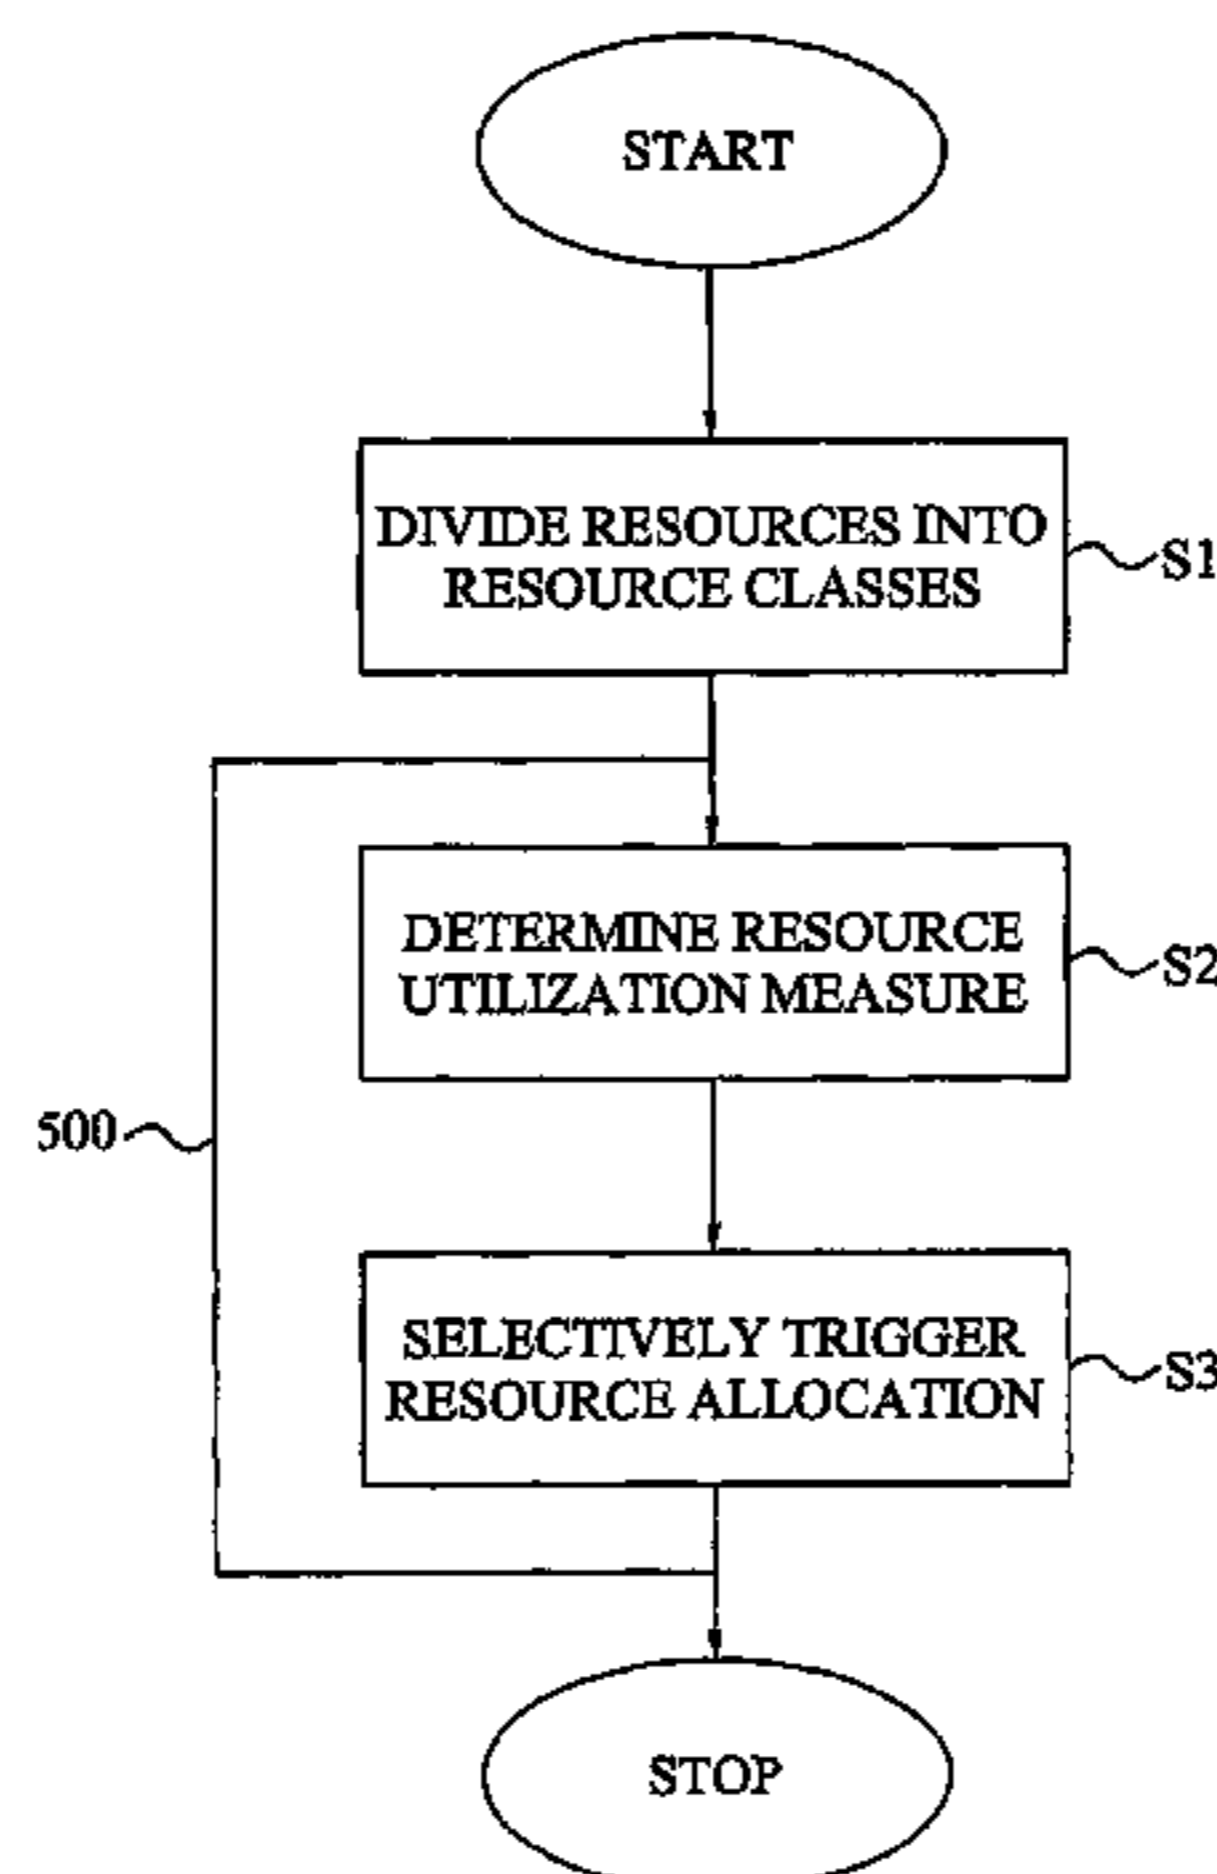 START
DIVIDE RESOURCES INTO
RESOURCE CLASSES
S1
DETERMINE RESOURCE
UTILIZATION MEASURE
S2
500
SELECTIVELY TRIGGER
RESOURCE ALLOCATION
S3
STOP